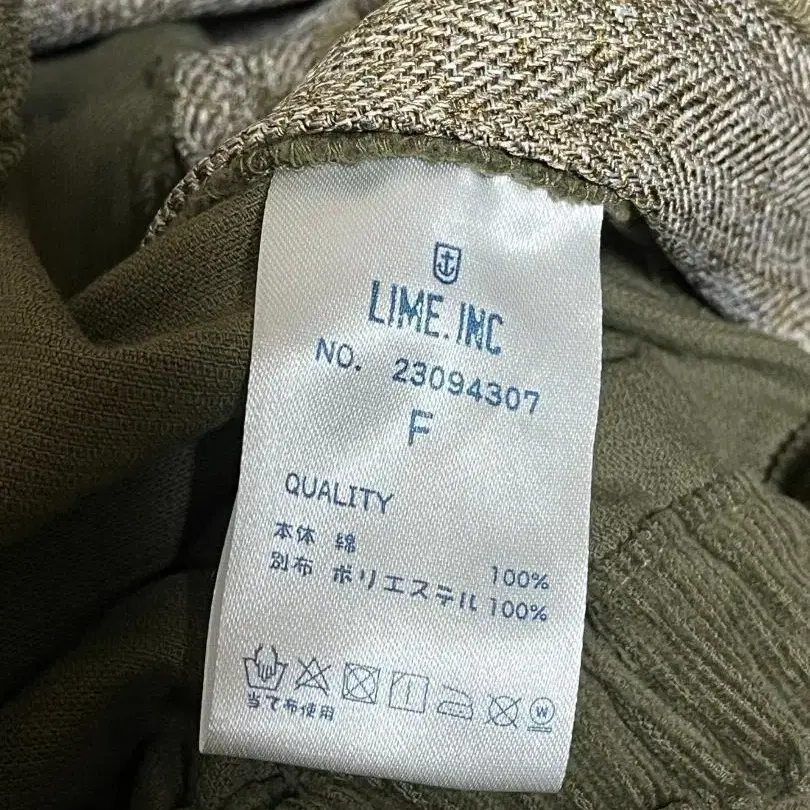 LIME.INC
NO. 23094307
F
QUALITY
本体 綿 100%
別布 ポリエステル 100%
W
当て布使用